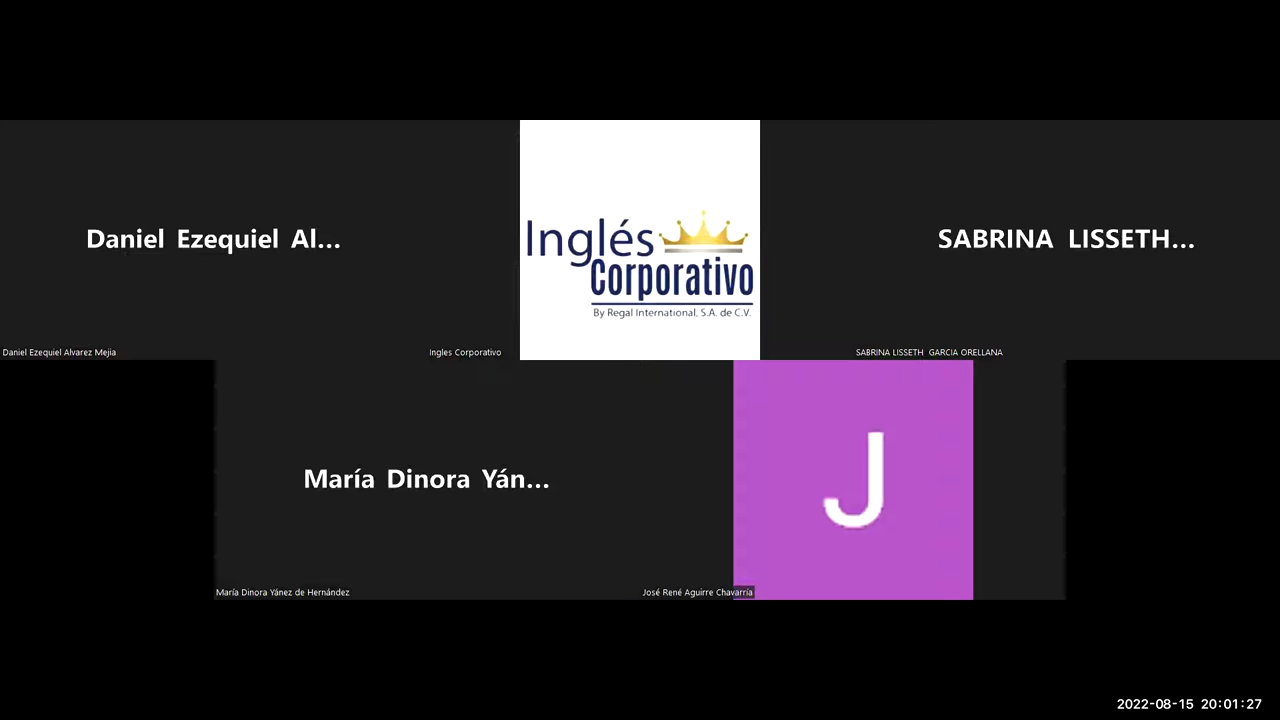 Daniel Ezequiel Al...
Inglés
Corporativo
By Regal International, S.A. de C.V.
SABRINA LISSETH...
Daniel Ezequiel Alvarez Mejia
Ingles Corporativo
SABRINA LISSETH GARCIA ORELLANA
María Dinora Yán...
J
María Dinora Yánez de Hernández
José René Aguirre Chavarría
2022-08-15 20:01:27